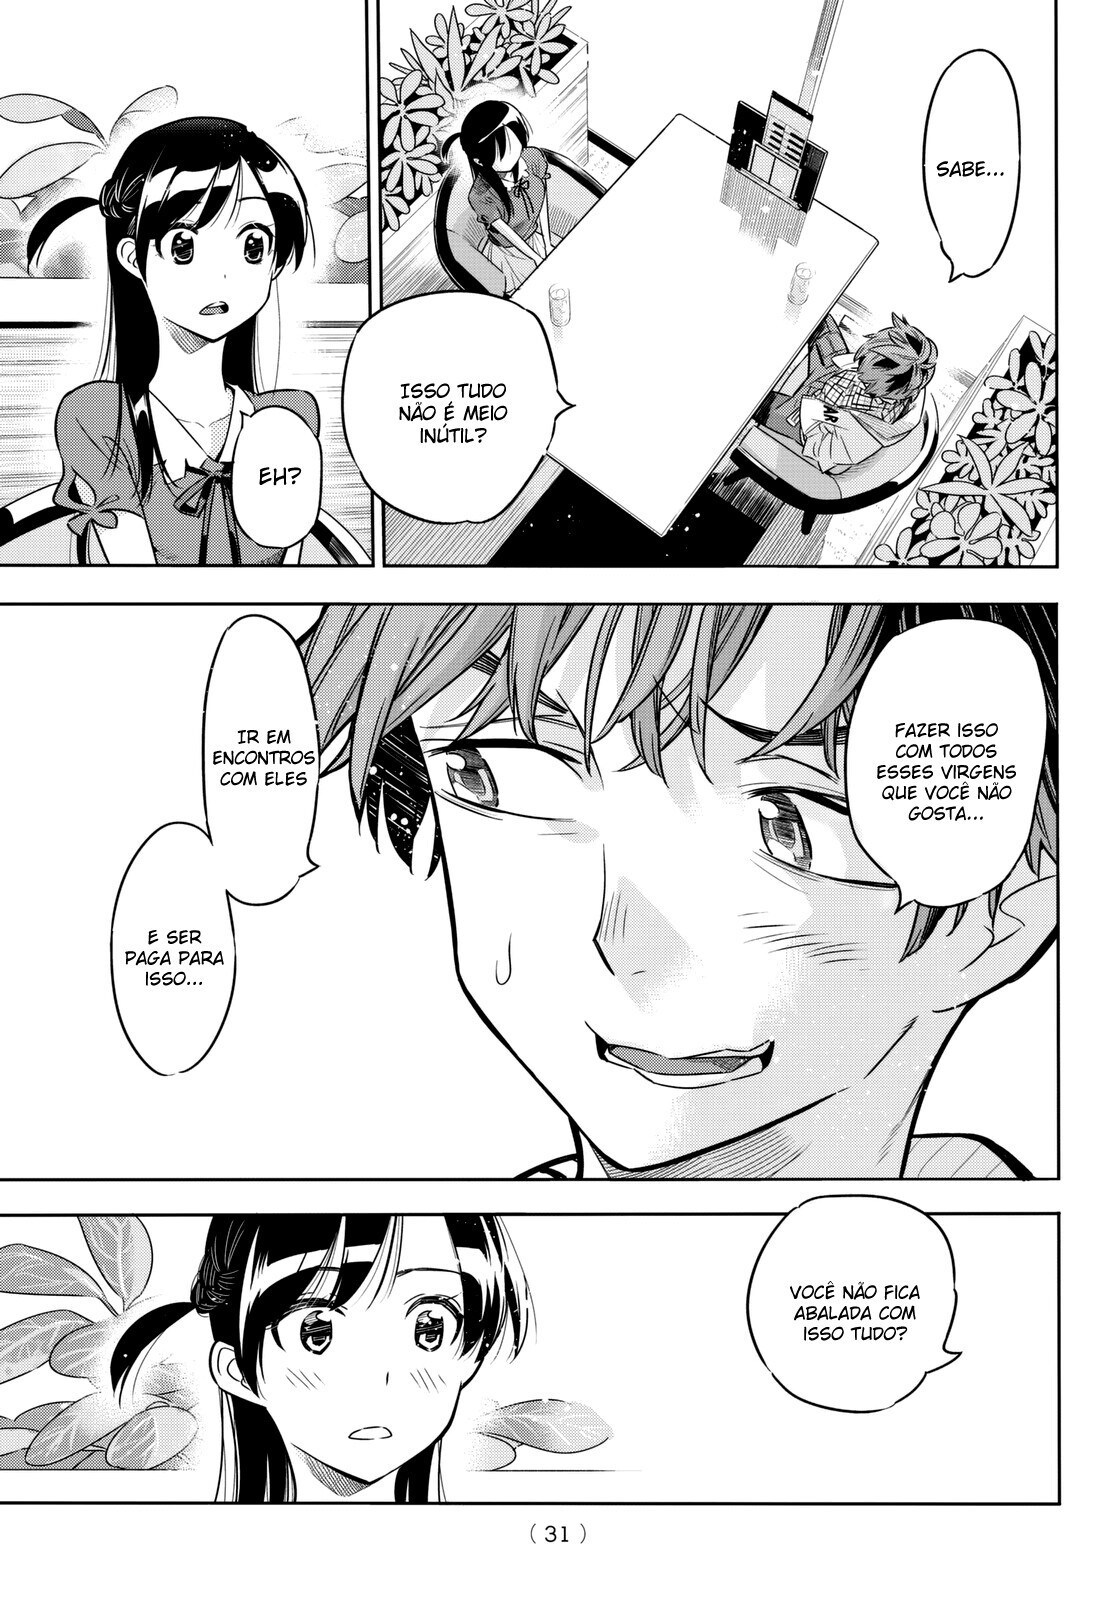 SABE...
ISSO TUDO
NÃO É MEIO
INÚTIL?
EH?
FAZER ISSO
COM TODOS
ESSES VIRGENS
QUE VOCÊ NÃO
GOSTA...
IR EM
ENCONTROS
COM ELES
E SER
PAGA PARA
ISSO...
VOCÊ NÃO FICA
ABALADA COM
ISSO TUDO?
( 31 )